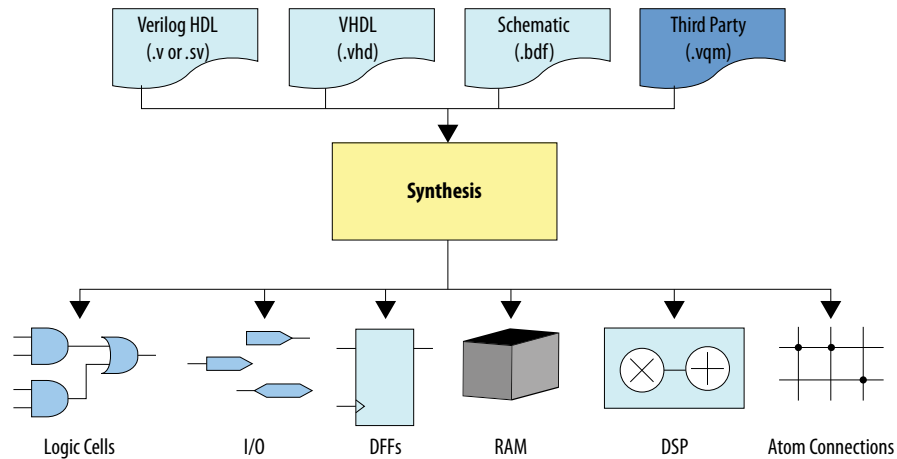 Verilog HDL
(.v or .sv)
VHDL
(.vhd)
Schematic
(.bdf)
Third Party
(.vqm)
Synthesis
Logic Cells
I/O
DFFs
RAM
DSP
Atom Connections